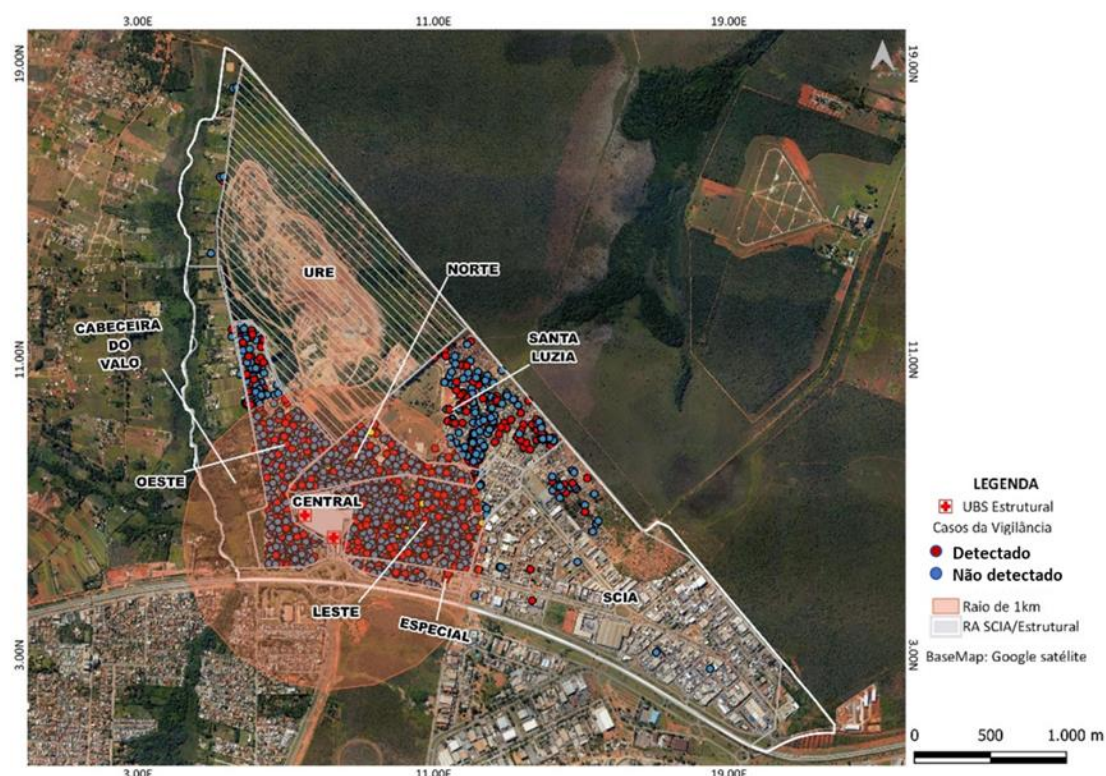 3.00E
11.00E
19.00E
19.00N
19.00N
URE
NORTE
CABECEIRA
DO
VALO
SANTA
LUZIA
11.00N
11.00N
OESTE
CENTRAL
LEGENDA
UBS Estrutural
Casos da Vigilância
Detectado
Não detectado
SCIA
LESTE
ESPECIAL
Raio de 1km
RA SCIA/Estrutural
BaseMap: Google satélite
3.00N
3.00N
0 500 1.000 m
3.00E
11.00E
19.00E